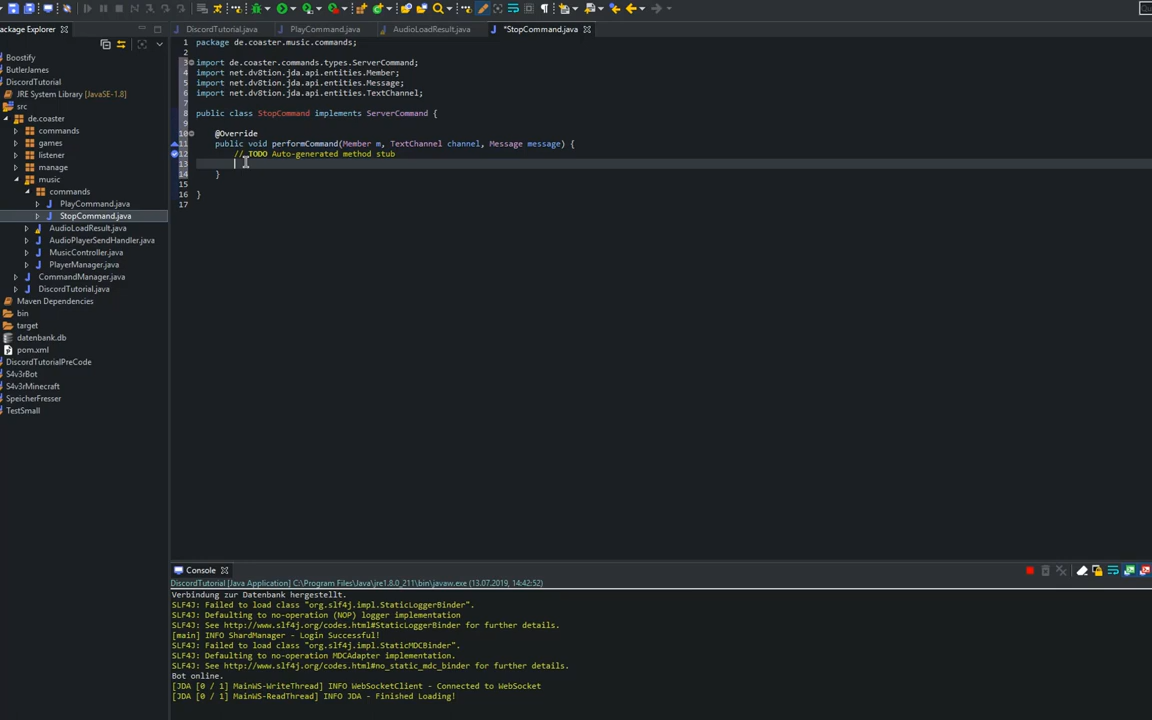 Package Explorer
DiscordTutorial.java
PlayCommand.java
AudioLoadResult.java
*StopCommand.java
Boostify
ButlerJames
DiscordTutorial
JRE System Library [JavaSE-1.8]
src
de.coaster
commands
games
listener
manage
music
commands
PlayCommand.java
StopCommand.java
AudioLoadResult.java
AudioPlayerSendHandler.java
MusicController.java
PlayerManager.java
CommandManager.java
DiscordTutorial.java
Maven Dependencies
bin
target
datenbank.db
pom.xml
DiscordTutorialPreCode
S4v3rBot
S4v3rMinecraft
SpeicherFresser
TestSmall
1 package de.coaster.music.commands;
2
3 import de.coaster.commands.types.ServerCommand;
4 import net.dv8tion.jda.api.entities.Member;
5 import net.dv8tion.jda.api.entities.Message;
6 import net.dv8tion.jda.api.entities.TextChannel;
7
8 public class StopCommand implements ServerCommand {
9
10 @Override
11 public void performCommand(Member m, TextChannel channel, Message message) {
12 // TODO Auto-generated method stub
13
14 }
15
16 }
17
Console
DiscordTutorial [Java Application] C:\Program Files\Java\jre1.8.0_211\bin\javaw.exe (13.07.2019, 14:42:52)
Verbindung zur Datenbank hergestellt.
SLF4J: Failed to load class "org.slf4j.impl.StaticLoggerBinder".
SLF4J: Defaulting to no-operation (NOP) logger implementation
SLF4J: See http://www.slf4j.org/codes.html#StaticLoggerBinder for further details.
[main] INFO ShardManager - Login Successful!
SLF4J: Failed to load class "org.slf4j.impl.StaticMDCBinder".
SLF4J: Defaulting to no-operation MDCAdapter implementation.
SLF4J: See http://www.slf4j.org/codes.html#no_static_mdc_binder for further details.
Bot online.
[JDA [0 / 1] MainWS-WriteThread] INFO WebSocketClient - Connected to WebSocket
[JDA [0 / 1] MainWS-ReadThread] INFO JDA - Finished Loading!